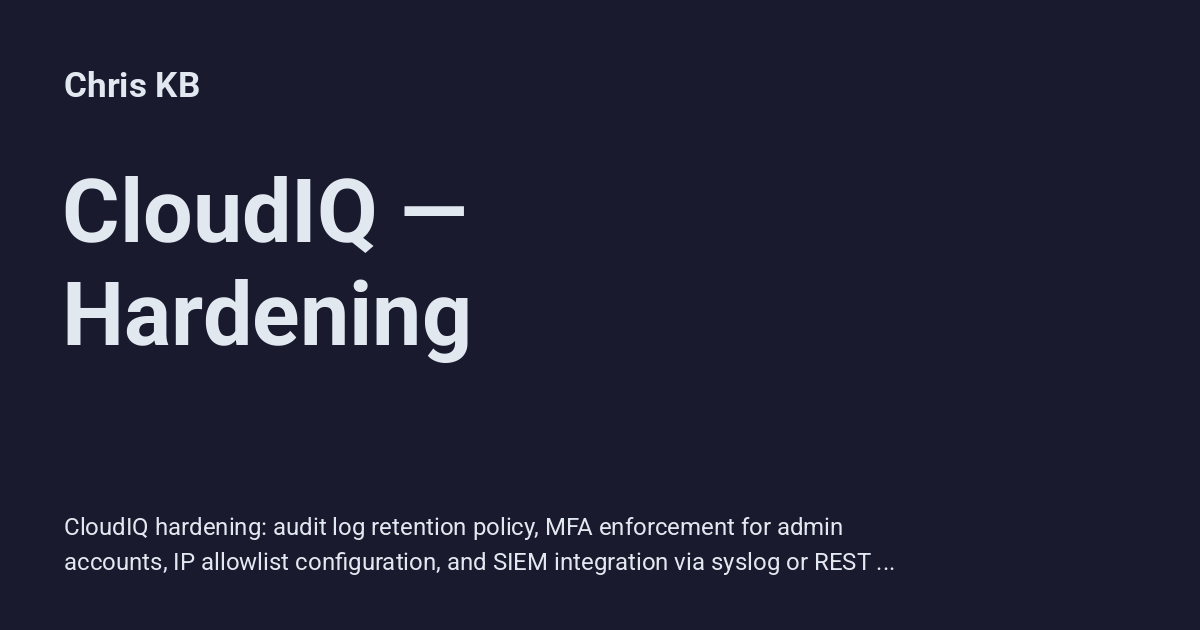 Chris KB
CloudIQ —
Hardening
CloudIQ hardening: audit log retention policy, MFA enforcement for admin
accounts, IP allowlist configuration, and SIEM integration via syslog or REST ...